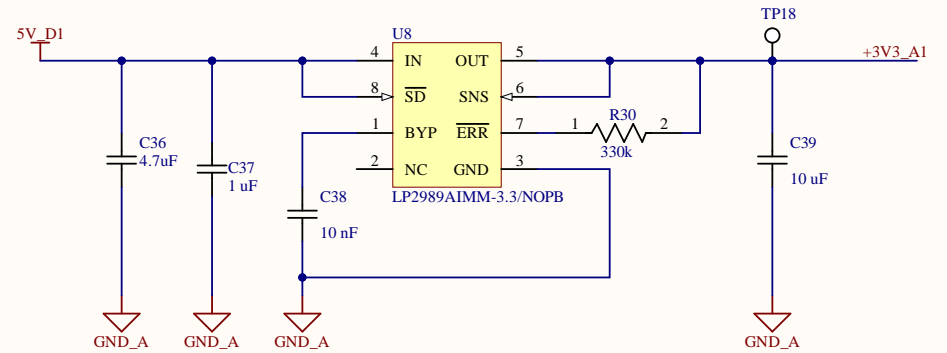 TP18
5V_D1
U8
+3V3_A1
4
IN
OUT
5
8
SD
SNS
6
1
BYP
ERR
7
1
R30
2
330k
2
NC
GND
3
C36
4.7uF
C37
1 uF
C39
10 uF
LP2989AIMM-3.3/NOPB
C38
10 nF
GND_A
GND_A
GND_A
GND_A